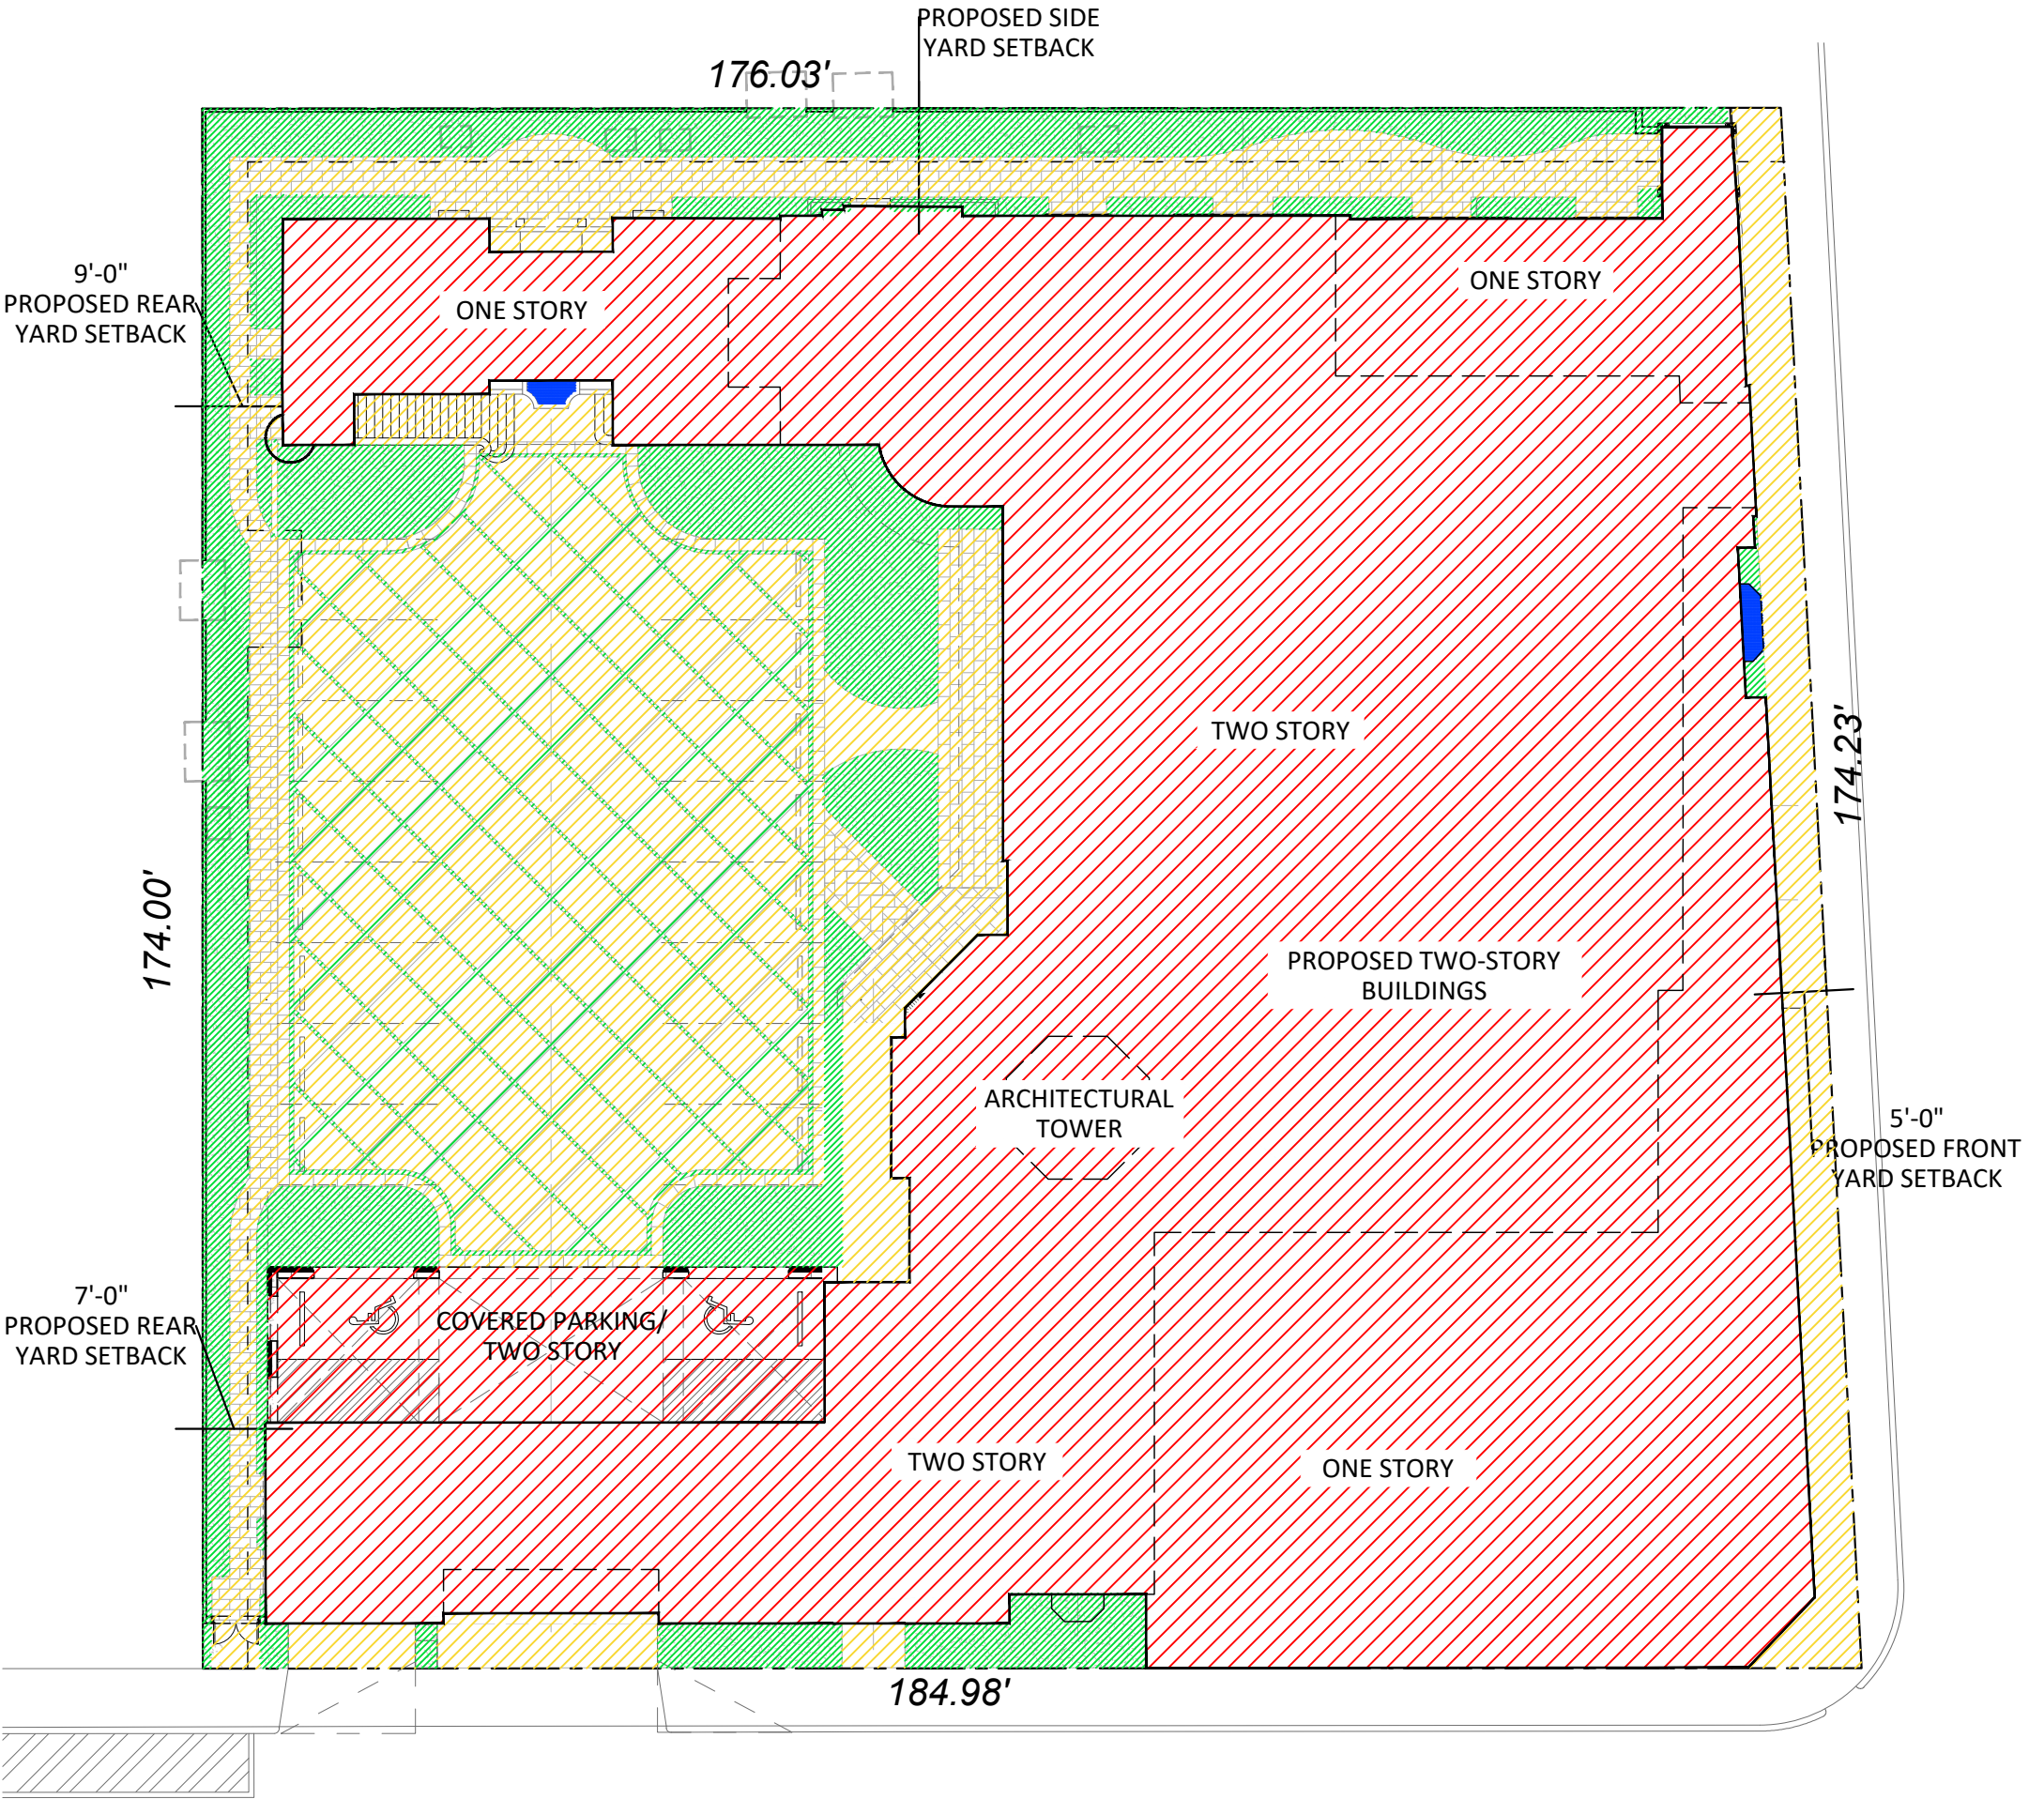 PROPOSED SIDE
YARD SETBACK
176.03'
9'-0"
PROPOSED REAR
YARD SETBACK
ONE STORY
ONE STORY
TWO STORY
174.23'
174.00'
PROPOSED TWO-STORY
BUILDINGS
ARCHITECTURAL
TOWER
5'-0"
PROPOSED FRONT
YARD SETBACK
7'-0"
PROPOSED REAR
YARD SETBACK
COVERED PARKING/
TWO STORY
TWO STORY
ONE STORY
184.98'